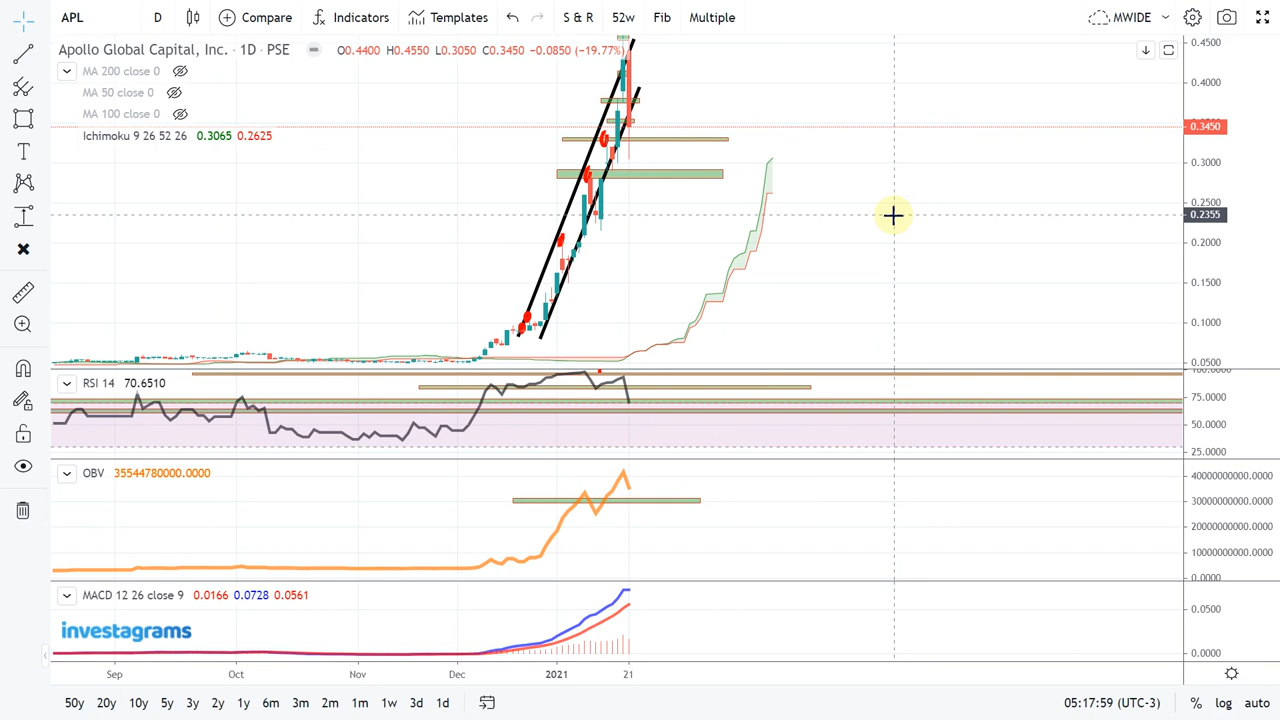 APL D Compare Indicators Templates S & R 52w Fib Multiple MWIDE
Apollo Global Capital, Inc. · 1D · PSE O0.4400 H0.4550 L0.3050 C0.3450 -0.0850 (-19.77%)
MA 200 close 0
MA 50 close 0
MA 100 close 0
Ichimoku 9 26 52 26 0.3065 0.2625
0.4500
0.4000
0.3450
0.3000
0.2500
0.2355
0.2000
0.1500
0.1000
0.0500
RSI 14 70.6510
75.0000
50.0000
25.0000
OBV 35544780000.0000
40000000000.0000
30000000000.0000
20000000000.0000
10000000000.0000
0.0000
MACD 12 26 close 9 0.0166 0.0728 0.0561
0.0500
0.0000
investagrams
Sep Oct Nov Dec 2021 21
50y 20y 10y 5y 3y 2y 1y 6m 3m 2m 1m 1w 3d 1d 05:17:59 (UTC-3) % log auto